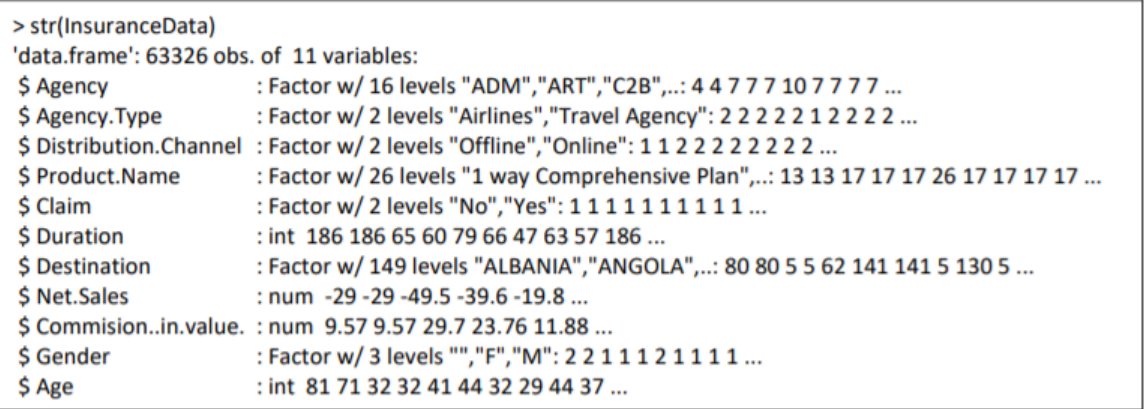 > str(InsuranceData)
'data.frame': 63326 obs. of 11 variables:
$ Agency : Factor w/ 16 levels "ADM","ART","C2B",..: 4 4 7 7 7 10 7 7 7 7 ...
$ Agency.Type : Factor w/ 2 levels "Airlines","Travel Agency": 2 2 2 2 2 1 2 2 2 2 ...
$ Distribution.Channel : Factor w/ 2 levels "Offline","Online": 1 1 2 2 2 2 2 2 2 2 ...
$ Product.Name : Factor w/ 26 levels "1 way Comprehensive Plan",..: 13 13 17 17 17 26 17 17 17 17 ...
$ Claim : Factor w/ 2 levels "No","Yes": 1 1 1 1 1 1 1 1 1 1 ...
$ Duration : int 186 186 65 60 79 66 47 63 57 186 ...
$ Destination : Factor w/ 149 levels "ALBANIA","ANGOLA",..: 80 80 5 5 62 141 141 5 130 5 ...
$ Net.Sales : num -29 -29 -49.5 -39.6 -19.8 ...
$ Commision..in.value. : num 9.57 9.57 29.7 23.76 11.88 ...
$ Gender : Factor w/ 3 levels "","F","M": 2 2 1 1 1 2 1 1 1 1 ...
$ Age : int 81 71 32 32 41 44 32 29 44 37 ...